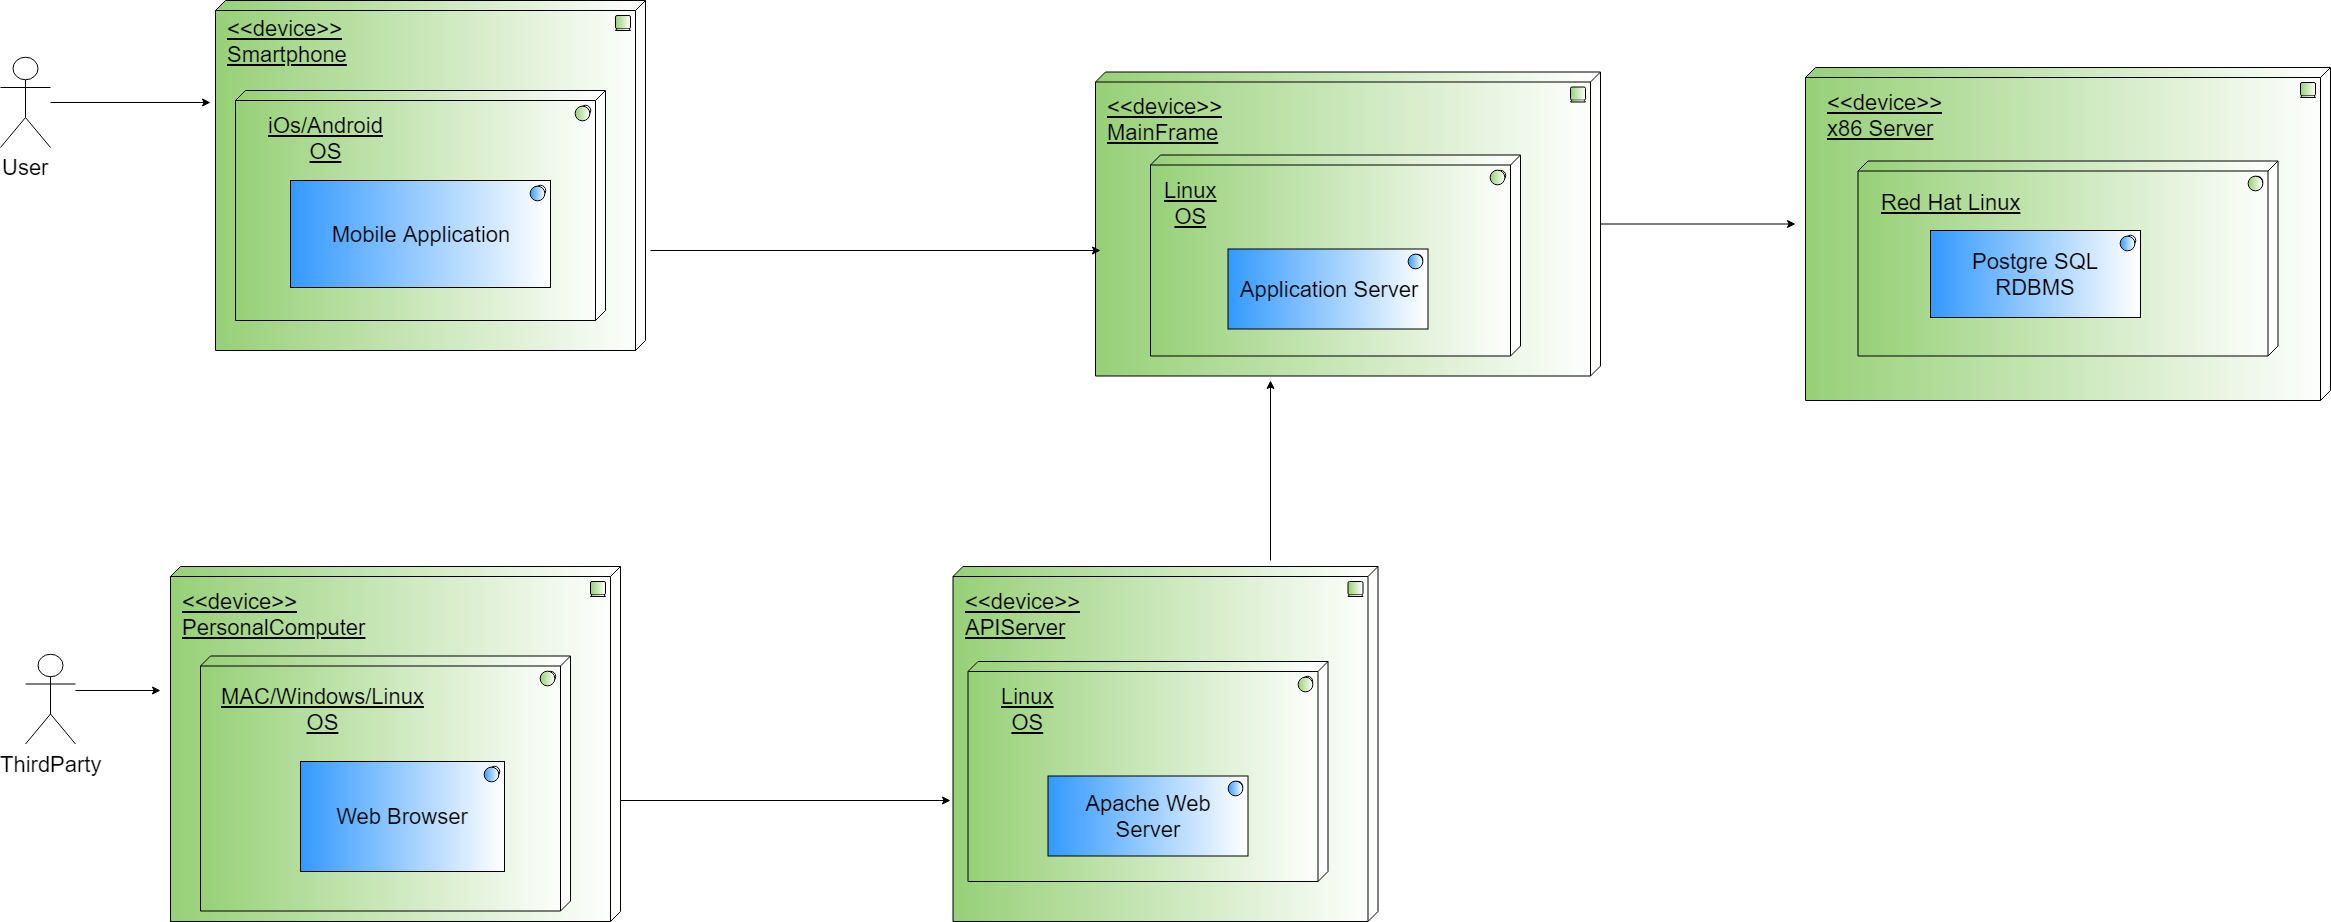 <<device>>
Smartphone
iOs/Android
OS
Mobile Application
User
<<device>>
MainFrame
Linux
OS
Application Server
<<device>>
x86 Server
Red Hat Linux
Postgre SQL
RDBMS
<<device>>
PersonalComputer
MAC/Windows/Linux
OS
Web Browser
ThirdParty
<<device>>
APIServer
Linux
OS
Apache Web
Server